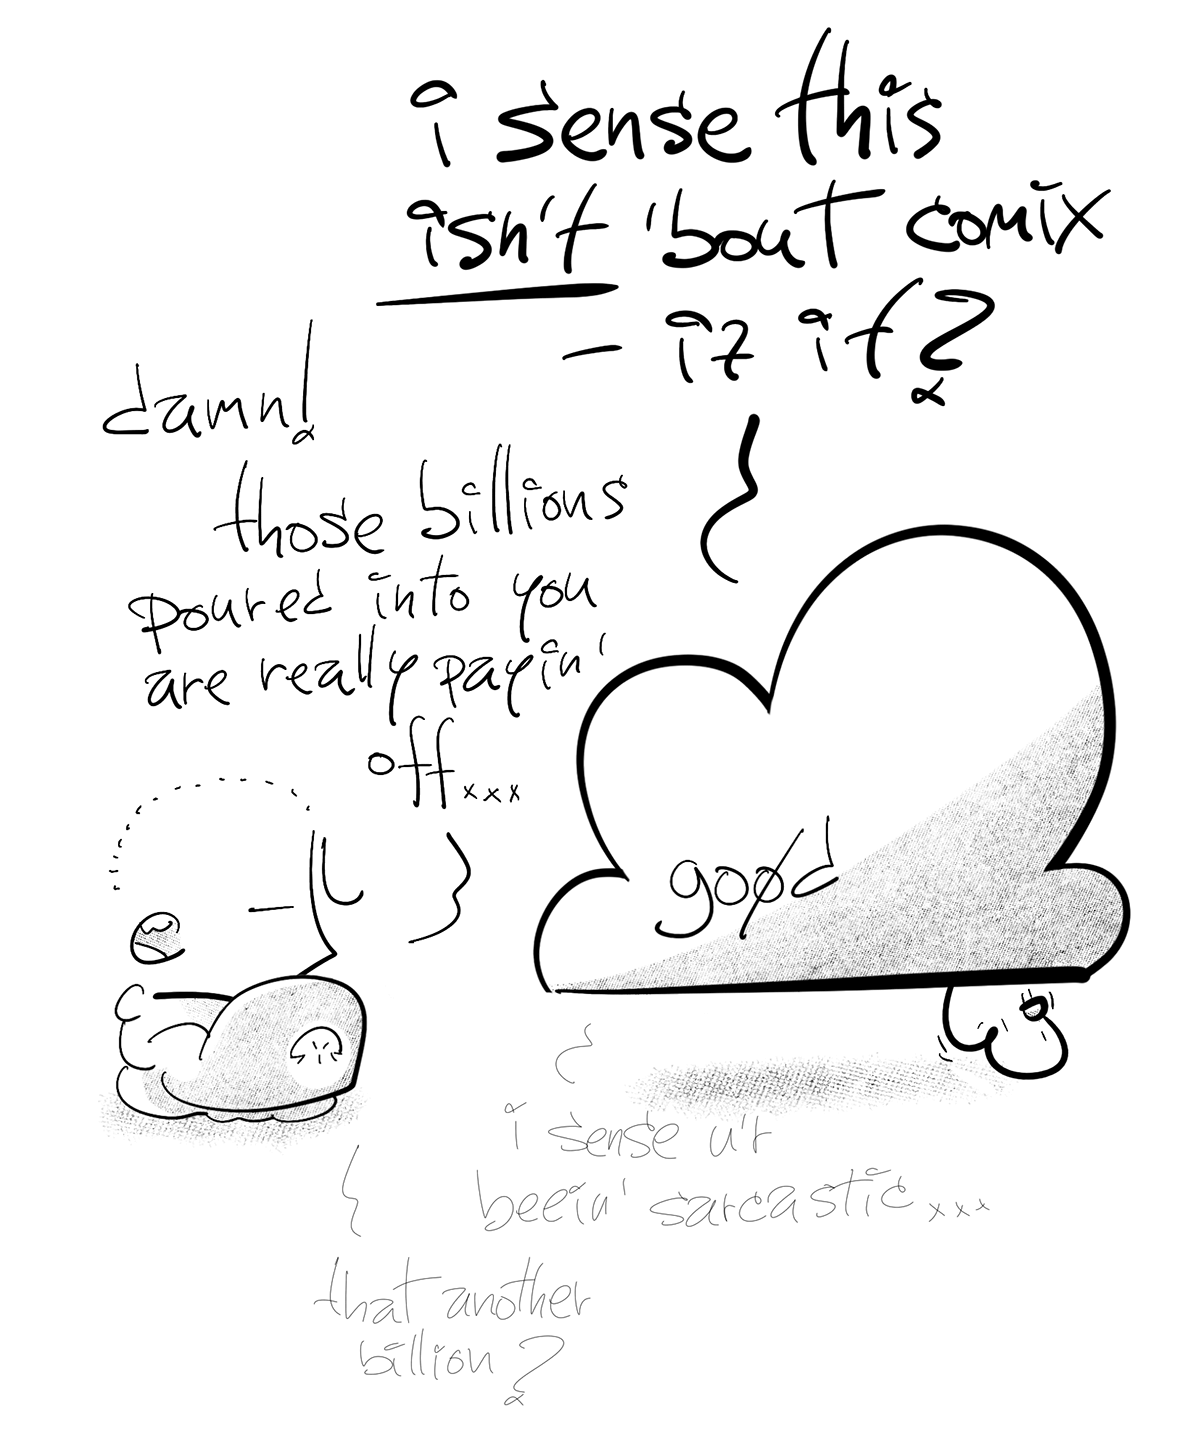 i sense this
isn't 'bout comix
– iz it?
damn!
those billions
poured into you
are really payin'
off...
goød
i sense u'r
beein' sarcastic...
that another
billion?